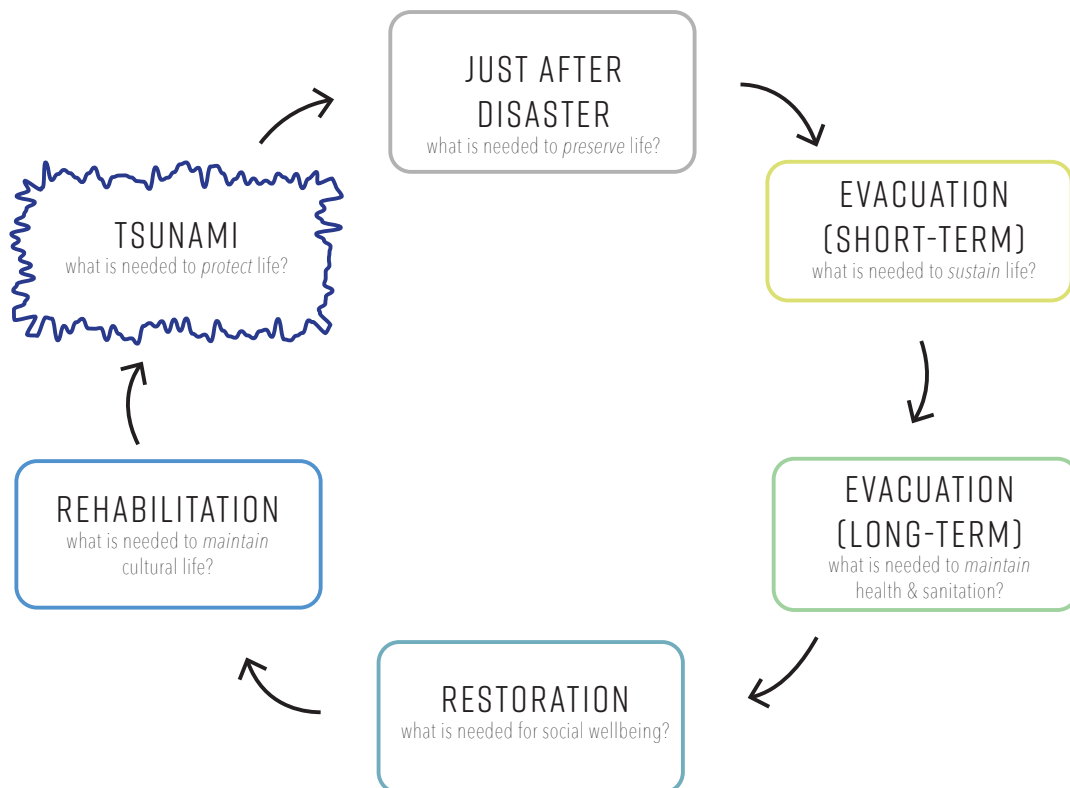 JUST AFTER
DISASTER
what is needed to preserve life?
EVACUATION
(SHORT-TERM)
what is needed to sustain life?
EVACUATION
(LONG-TERM)
what is needed to maintain
health & sanitation?
RESTORATION
what is needed for social wellbeing?
REHABILITATION
what is needed to maintain
cultural life?
TSUNAMI
what is needed to protect life?